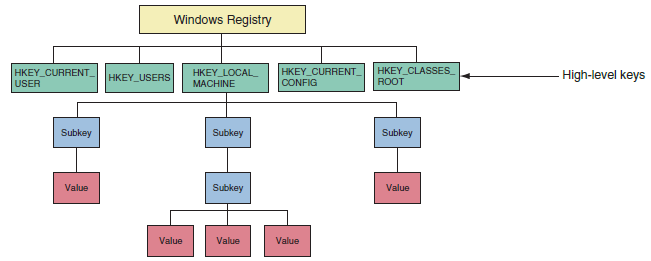 Windows Registry
HKEY_CURRENT_
USER
HKEY_USERS
HKEY_LOCAL_
MACHINE
HKEY_CURRENT_
CONFIG
HKEY_CLASSES_
ROOT
High-level keys
Subkey
Subkey
Subkey
Value
Subkey
Value
Value
Value
Value